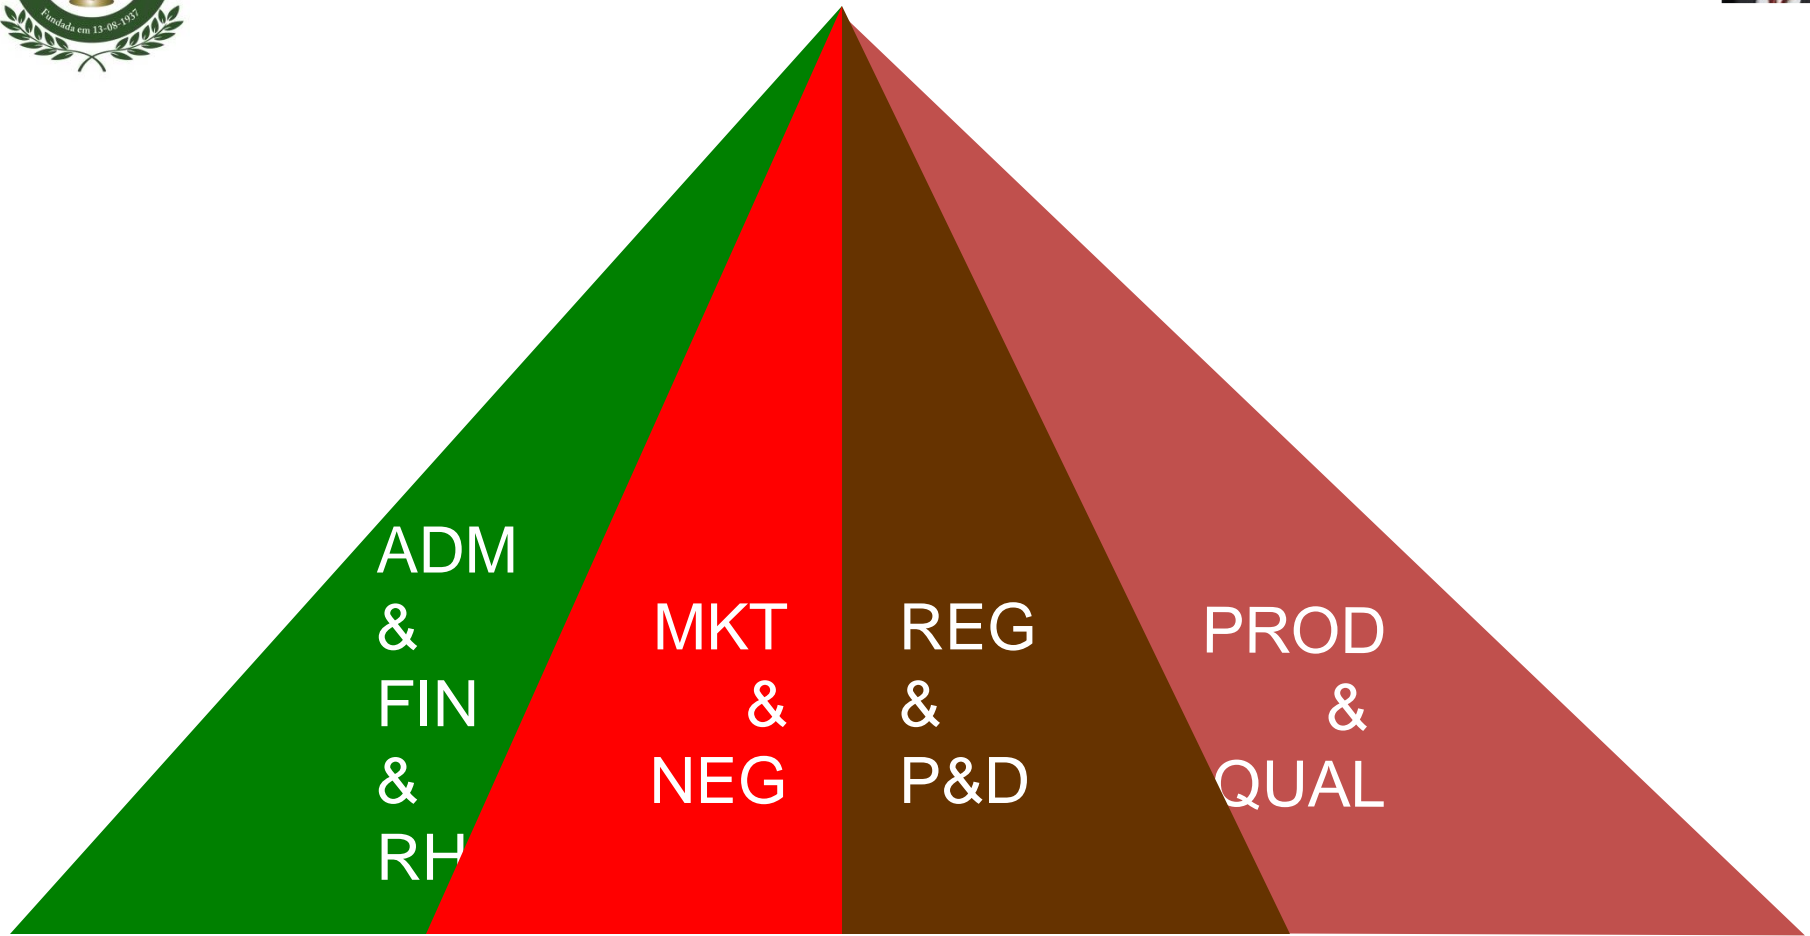 Fundada em 13-08-1937
ADM
&
FIN
&
RH
MKT
&
NEG
REG
&
P&D
PROD
&
QUAL